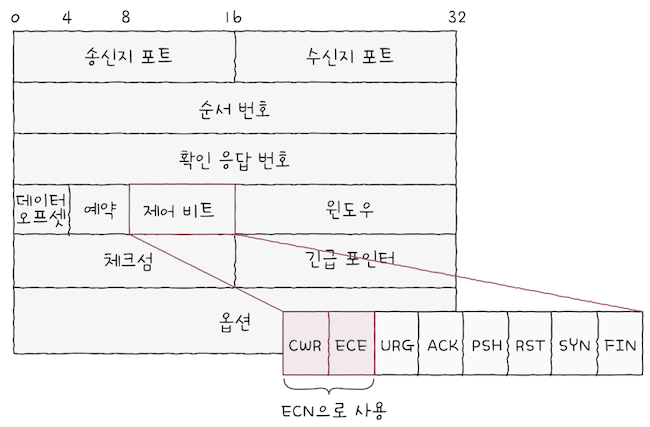 0 4 8 16 32
송신지 포트 수신지 포트
순서 번호
확인 응답 번호
데이터
오프셋 예약 제어 비트 윈도우
체크섬 긴급 포인터
옵션
CWR ECE URG ACK PSH RST SYN FIN
ECN으로 사용